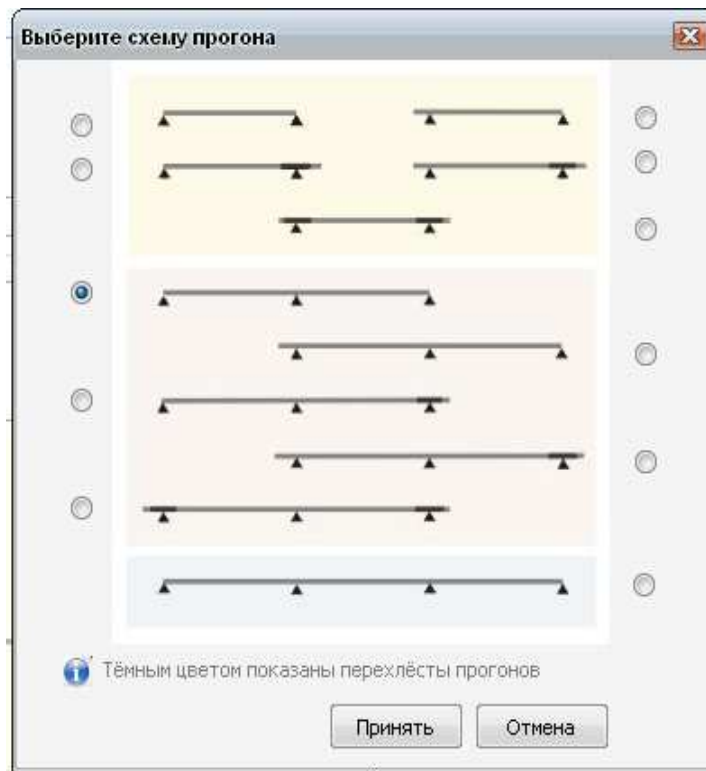 Выберите схему прогона
Тёмным цветом показаны перехлёсты прогонов
Принять
Отмена